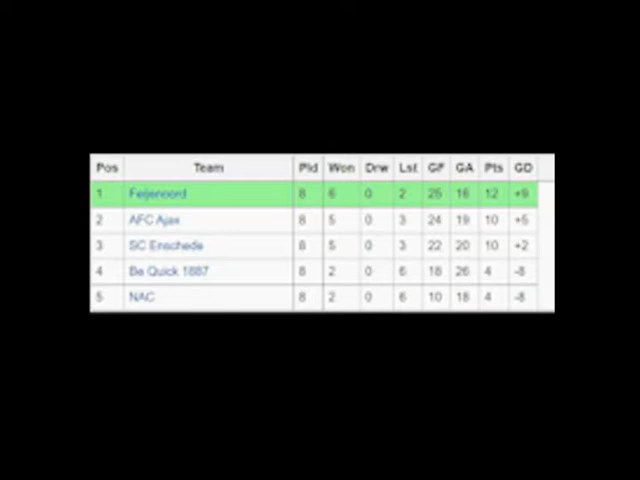 Pos Team Pld Won Drw Lst GF GA Pts GD
1 Feijenoord 8 6 0 2 25 16 12 +9
2 AFC Ajax 8 5 0 3 24 19 10 +5
3 SC Enschede 8 5 0 3 22 20 10 +2
4 Be Quick 1887 8 2 0 6 18 26 4 -8
5 NAC 8 2 0 6 10 18 4 -8